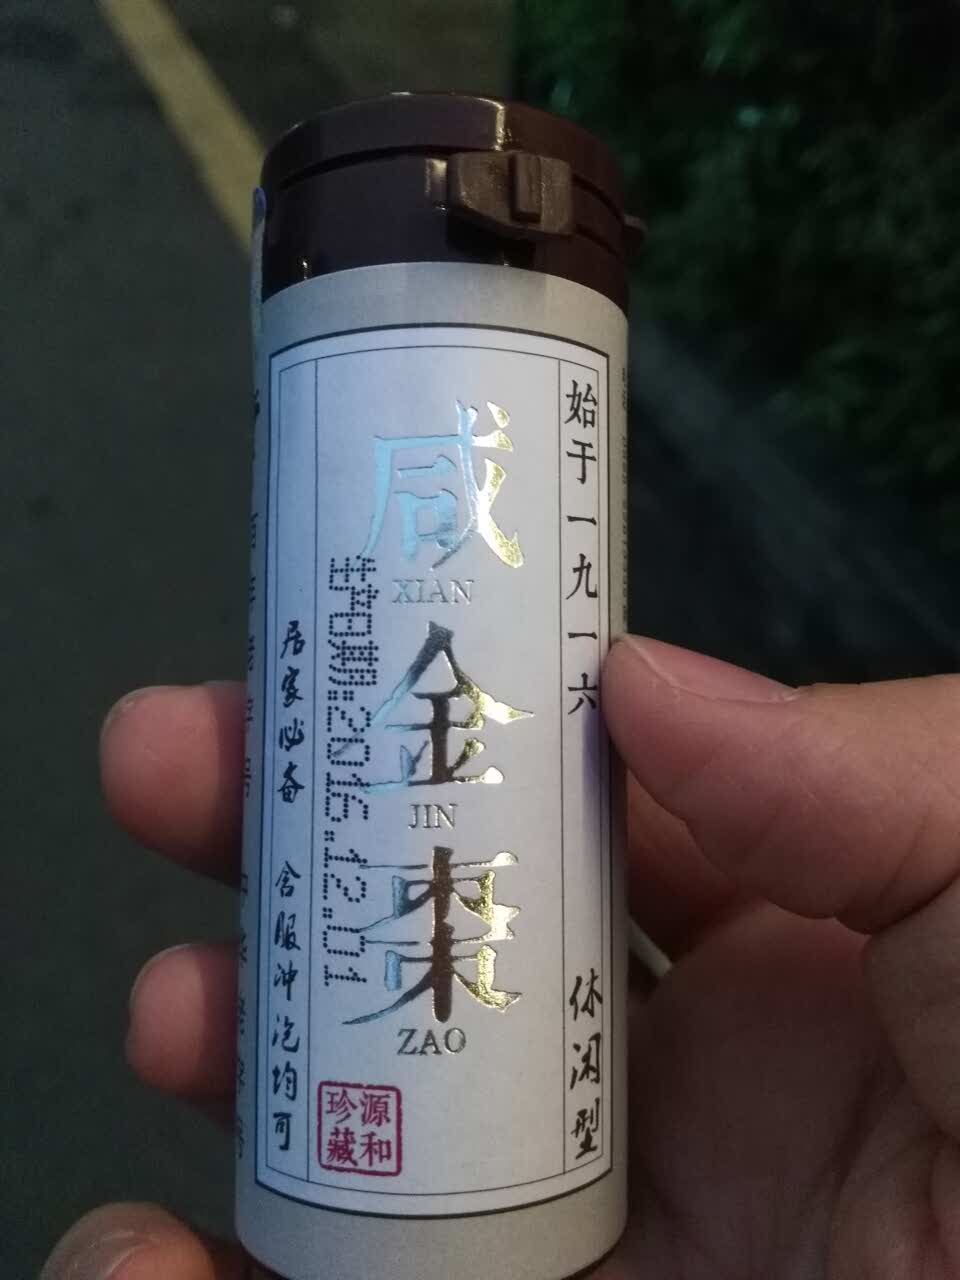 始于一九一六
休闲型
咸
XIAN
金
JIN
棗
ZAO
生产日期:2016.12.01
居家必备 含服冲泡均可
源和
珍藏